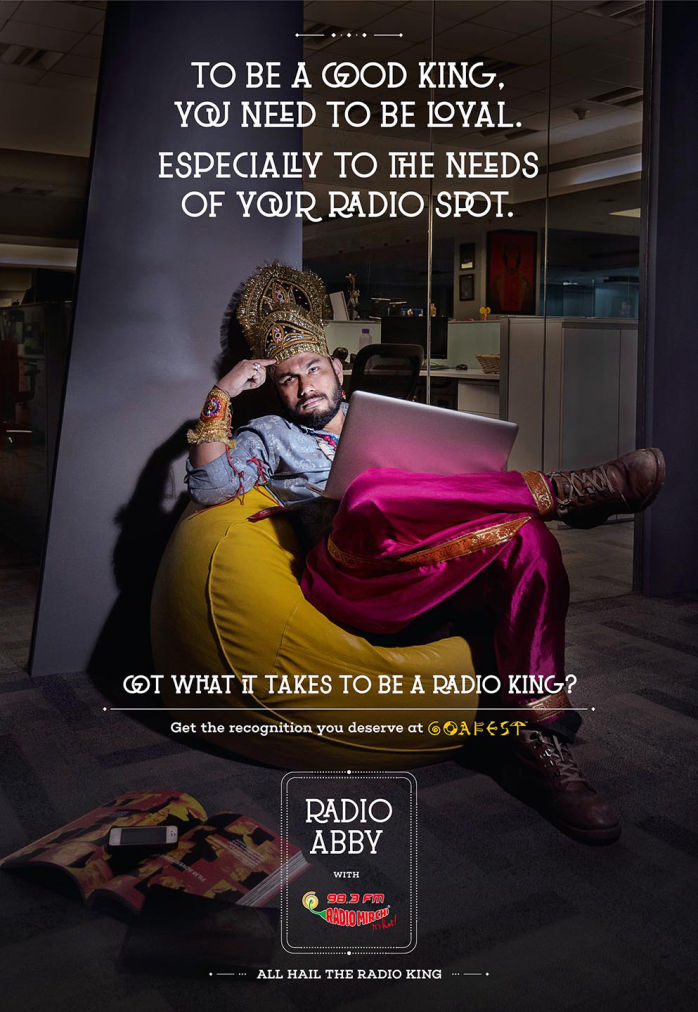 TO BE A GOOD KING,
YOU NEED TO BE LOYAL.
ESPECIALLY TO THE NEEDS
OF YOUR RADIO SPOT.
GOT WHAT IT TAKES TO BE A RADIO KING?
Get the recognition you deserve at GOAFEST
RADIO
ABBY
WITH
98.3 FM
RADIO MIRCHI
It's hot!
ALL HAIL THE RADIO KING